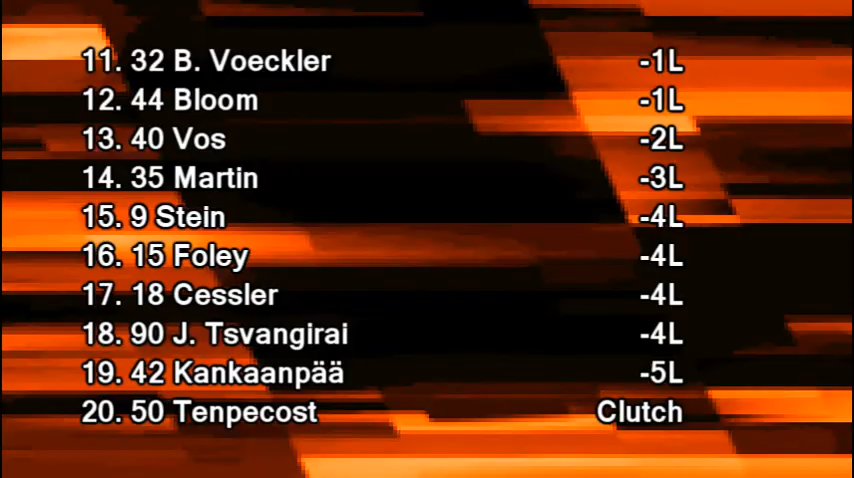 11. 32 B. Voeckler -1L
12. 44 Bloom -1L
13. 40 Vos -2L
14. 35 Martin -3L
15. 9 Stein -4L
16. 15 Foley -4L
17. 18 Cessler -4L
18. 90 J. Tsvangirai -4L
19. 42 Kankaanpää -5L
20. 50 Tenpecost Clutch